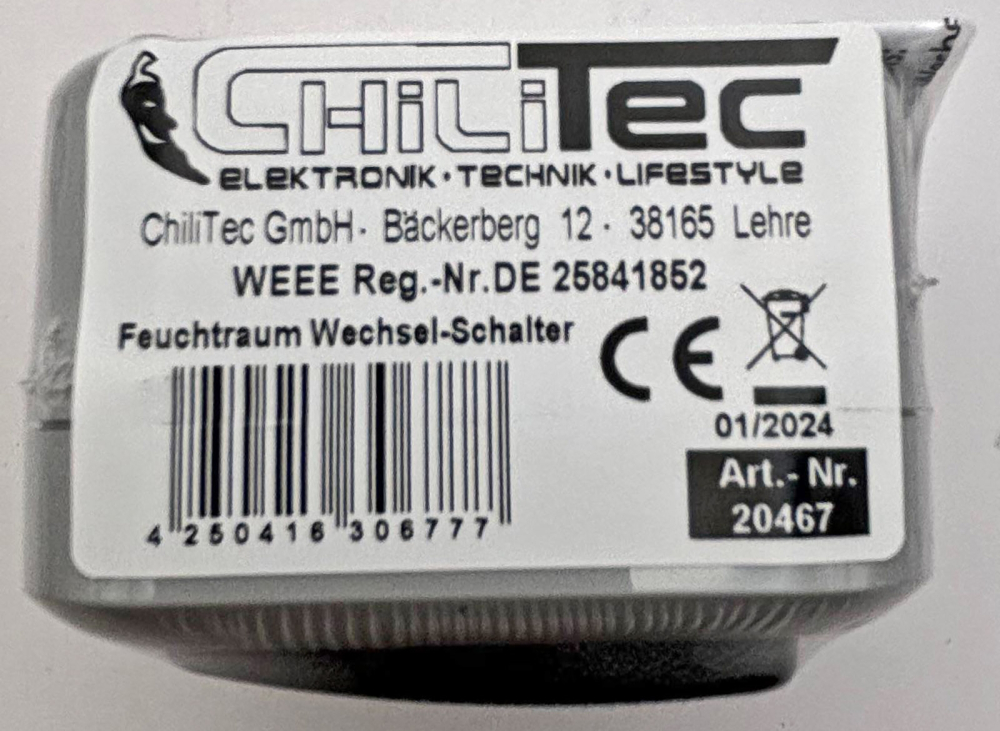 CHiLiTec
ELEKTRONIK · TECHNIK · LIFESTYLE
ChiliTec GmbH · Bäckerberg 12 · 38165 Lehre
WEEE Reg.-Nr.DE 25841852
Feuchtraum Wechsel-Schalter
CE
01/2024
Art.- Nr.
20467
4 250416 306777